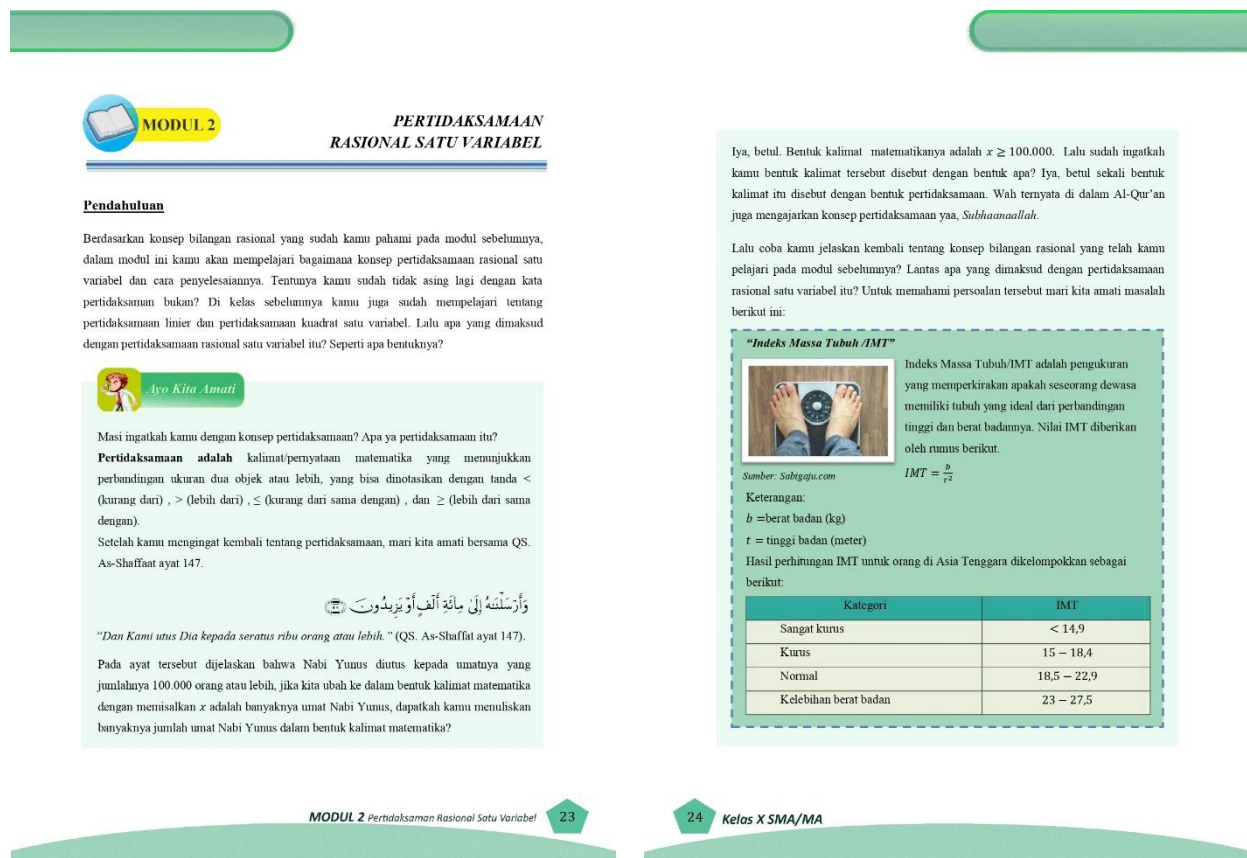 MODUL 2
PERTIDAKSAMAAN
RASIONAL SATU VARIABEL
Pendahuluan
Berdasarkan konsep bilangan rasional yang sudah kamu pahami pada modul sebelumnya,
dalam modul ini kamu akan mempelajari bagaimana konsep pertidaksamaan rasional satu
variabel dan cara penyelesaiannya. Tentunya kamu sudah tidak asing lagi dengan kata
pertidaksaman bukan? Di kelas sebelumnya kamu juga sudah mempelajari tentang
pertidaksamaan linier dan pertidaksamaan kuadrat satu variabel. Lalu apa yang dimaksud
dengan pertidaksamaan rasional satu variabel itu? Seperti apa bentuknya?
Ayo Kita Amati
Masi ingatkah kamu dengan konsep pertidaksamaan? Apa ya pertidaksamaan itu?
Pertidaksamaan adalah kalimat/pernyataan matematika yang menunjukkan
perbandingan ukuran dua objek atau lebih, yang bisa dinotasikan dengan tanda <
(kurang dari) , > (lebih dari) , ≤ (kurang dari sama dengan) , dan ≥ (lebih dari sama
dengan).
Setelah kamu mengingat kembali tentang pertidaksamaan, mari kita amati bersama QS.
As-Shaffaat ayat 147.
وَأَرْسَلْنَٰهُ إِلَىٰ مِا۟ئَةِ أَلْفٍ أَوْ يَزِيدُونَ
“Dan Kami utus Dia kepada seratus ribu orang atau lebih.” (QS. As-Shaffat ayat 147).
Pada ayat tersebut dijelaskan bahwa Nabi Yunus diutus kepada umatnya yang
jumlahnya 100.000 orang atau lebih, jika kita ubah ke dalam bentuk kalimat matematika
dengan memisalkan x adalah banyaknya umat Nabi Yunus, dapatkah kamu menuliskan
banyaknya jumlah umat Nabi Yunus dalam bentuk kalimat matematika?
MODUL 2 Pertidaksaman Rasional Satu Variabel 23
Iya, betul. Bentuk kalimat matematikanya adalah x ≥ 100.000. Lalu sudah ingatkah
kamu bentuk kalimat tersebut disebut dengan bentuk apa? Iya, betul sekali bentuk
kalimat itu disebut dengan bentuk pertidaksamaan. Wah ternyata di dalam Al-Qur’an
juga mengajarkan konsep pertidaksamaan yaa, Subhaanaallah.
Lalu coba kamu jelaskan kembali tentang konsep bilangan rasional yang telah kamu
pelajari pada modul sebelumnya? Lantas apa yang dimaksud dengan pertidaksamaan
rasional satu variabel itu? Untuk memahami persoalan tersebut mari kita amati masalah
berikut ini:
“Indeks Massa Tubuh /IMT”
Indeks Massa Tubuh/IMT adalah pengukuran
yang memperkirakan apakah seseorang dewasa
memiliki tubuh yang ideal dari perbandingan
tinggi dan berat badannya. Nilai IMT diberikan
oleh rumus berikut.
Sumber: Sabigaju.com
IMT = b/r²
Keterangan:
b =berat badan (kg)
t = tinggi badan (meter)
Hasil perhitungan IMT untuk orang di Asia Tenggara dikelompokkan sebagai
berikut:
Kategori IMT
Sangat kurus < 14,9
Kurus 15 – 18,4
Normal 18,5 – 22,9
Kelebihan berat badan 23 – 27,5
24 Kelas X SMA/MA